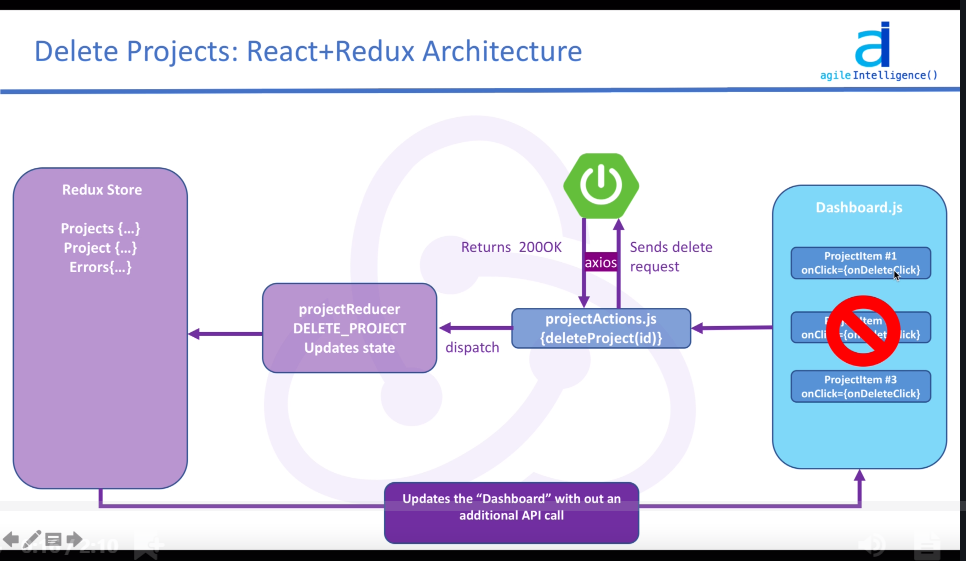 Delete Projects: React+Redux Architecture
agileIntelligence()
Redux Store
Projects {...}
Project {...}
Errors{...}
projectReducer
DELETE_PROJECT
Updates state
dispatch
Returns 200OK
axios
Sends delete
request
projectActions.js
{deleteProject(id)}
Dashboard.js
ProjectItem #1
onClick={onDeleteClick}
ProjectItem #3
onClick={onDeleteClick}
Updates the “Dashboard” with out an
additional API call